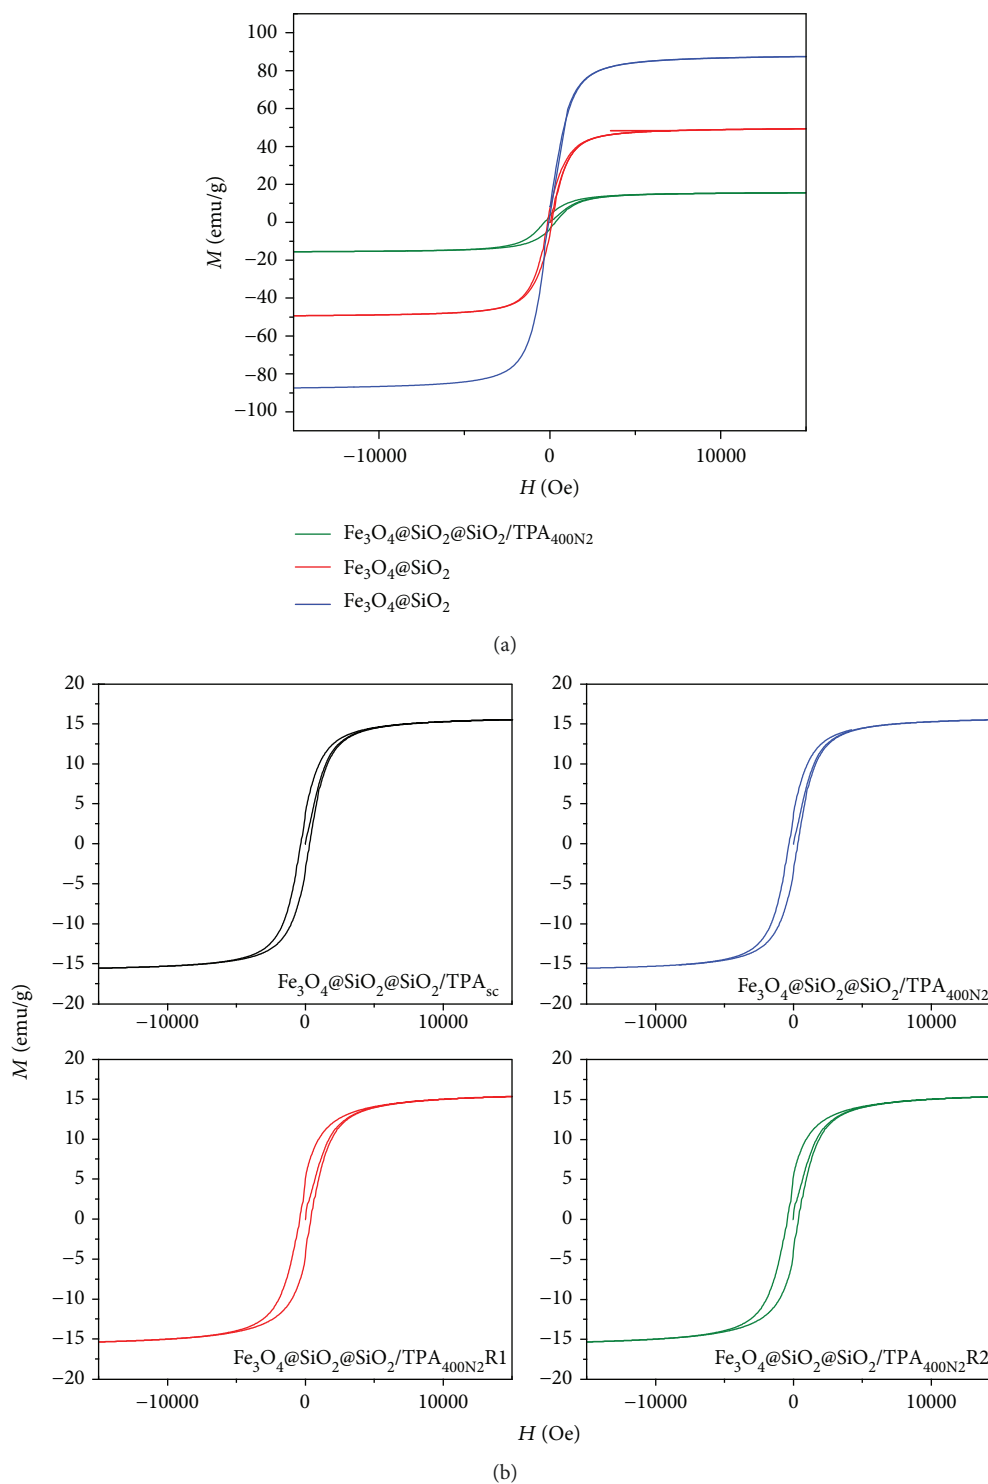 100
80
60
40
20
0
−20
−40
−60
−80
−100
M (emu/g)
−10000 0 10000
H (Oe)
Fe₃O₄@SiO₂@SiO₂/TPA₄₀₀N₂
Fe₃O₄@SiO₂
Fe₃O₄@SiO₂
(a)
20
15
10
5
0
−5
−10
−15
−20
Fe₃O₄@SiO₂@SiO₂/TPAsc
−10000 0 10000
20
15
10
5
0
−5
−10
−15
−20
Fe₃O₄@SiO₂@SiO₂/TPA₄₀₀N₂
−10000 0 10000
M (emu/g)
20
15
10
5
0
−5
−10
−15
−20
Fe₃O₄@SiO₂@SiO₂/TPA₄₀₀N₂R1
−10000 0 10000
20
15
10
5
0
−5
−10
−15
−20
Fe₃O₄@SiO₂@SiO₂/TPA₄₀₀N₂R2
−10000 0 10000
H (Oe)
(b)